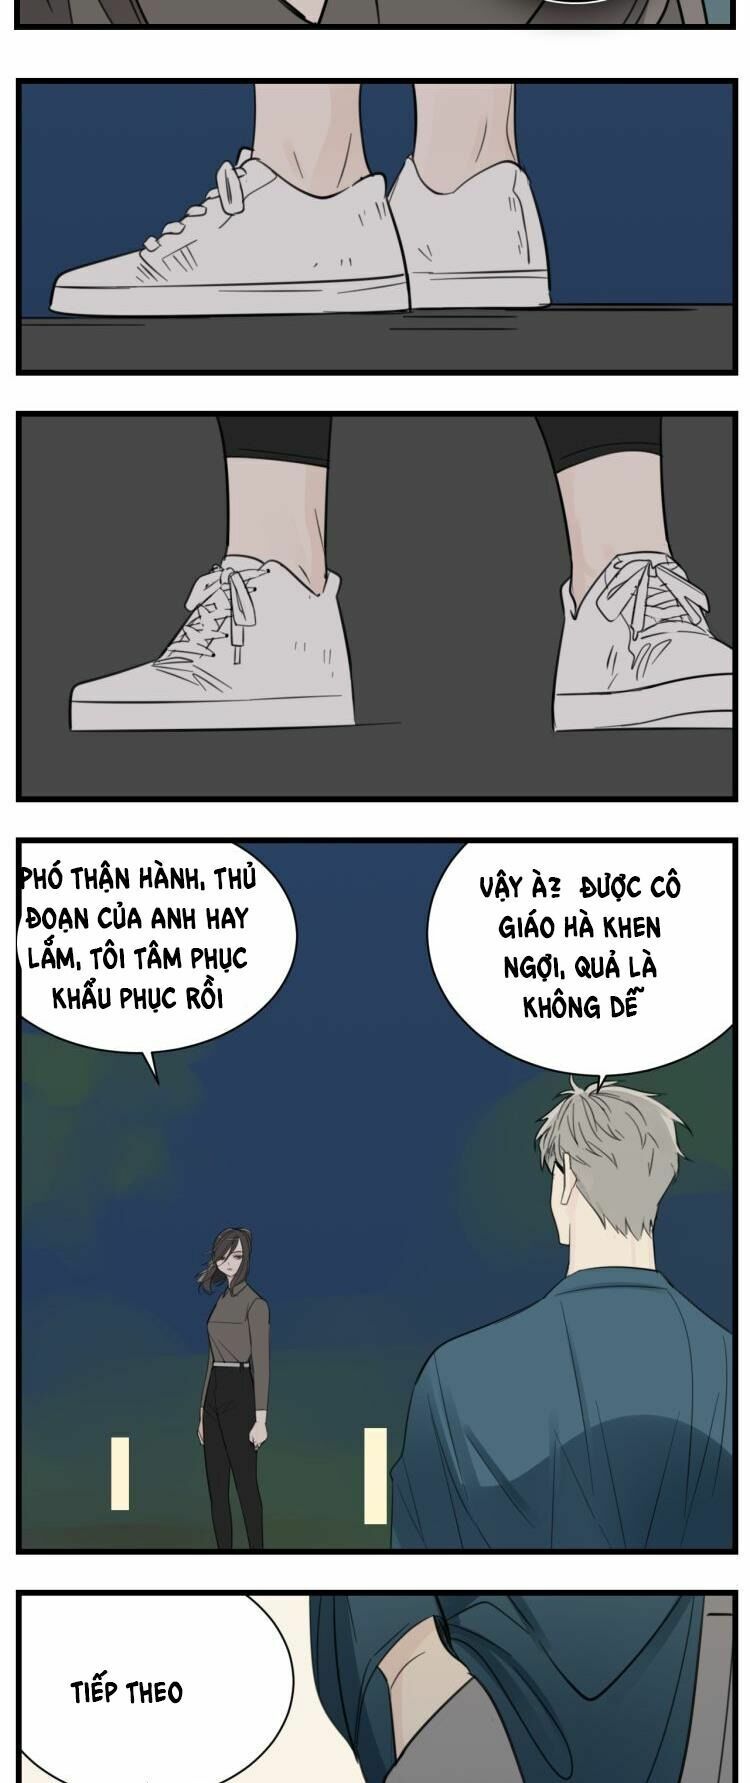 PHÓ THẬN HÀNH, THỦ
ĐOẠN CỦA ANH HAY
LẮM, TÔI TÂM PHỤC
KHẨU PHỤC RỒI
VẬY À? ĐƯỢC CÔ
GIÁO HÀ KHEN
NGỢI, QUẢ LÀ
KHÔNG DỄ
TIẾP THEO